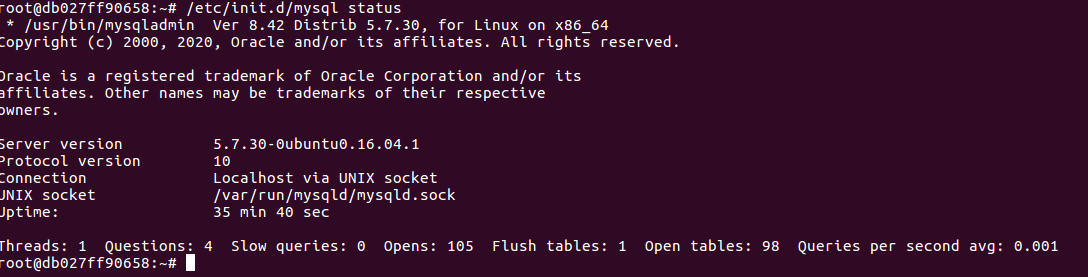 root@db027ff90658:~# /etc/init.d/mysql status
 * /usr/bin/mysqladmin  Ver 8.42 Distrib 5.7.30, for Linux on x86_64
Copyright (c) 2000, 2020, Oracle and/or its affiliates. All rights reserved.
Oracle is a registered trademark of Oracle Corporation and/or its
affiliates. Other names may be trademarks of their respective
owners.
Server version          5.7.30-0ubuntu0.16.04.1
Protocol version        10
Connection              Localhost via UNIX socket
UNIX socket             /var/run/mysqld/mysqld.sock
Uptime:                 35 min 40 sec
Threads: 1  Questions: 4  Slow queries: 0  Opens: 105  Flush tables: 1  Open tables: 98  Queries per second avg: 0.001
root@db027ff90658:~#